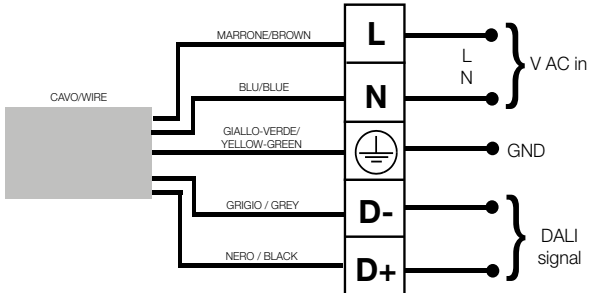 MARRONE/BROWN
L
L
N
V AC in
BLU/BLUE
N
CAVO/WIRE
GIALLO-VERDE/
YELLOW-GREEN
GND
GRIGIO / GREY
D-
DALI
signal
NERO / BLACK
D+